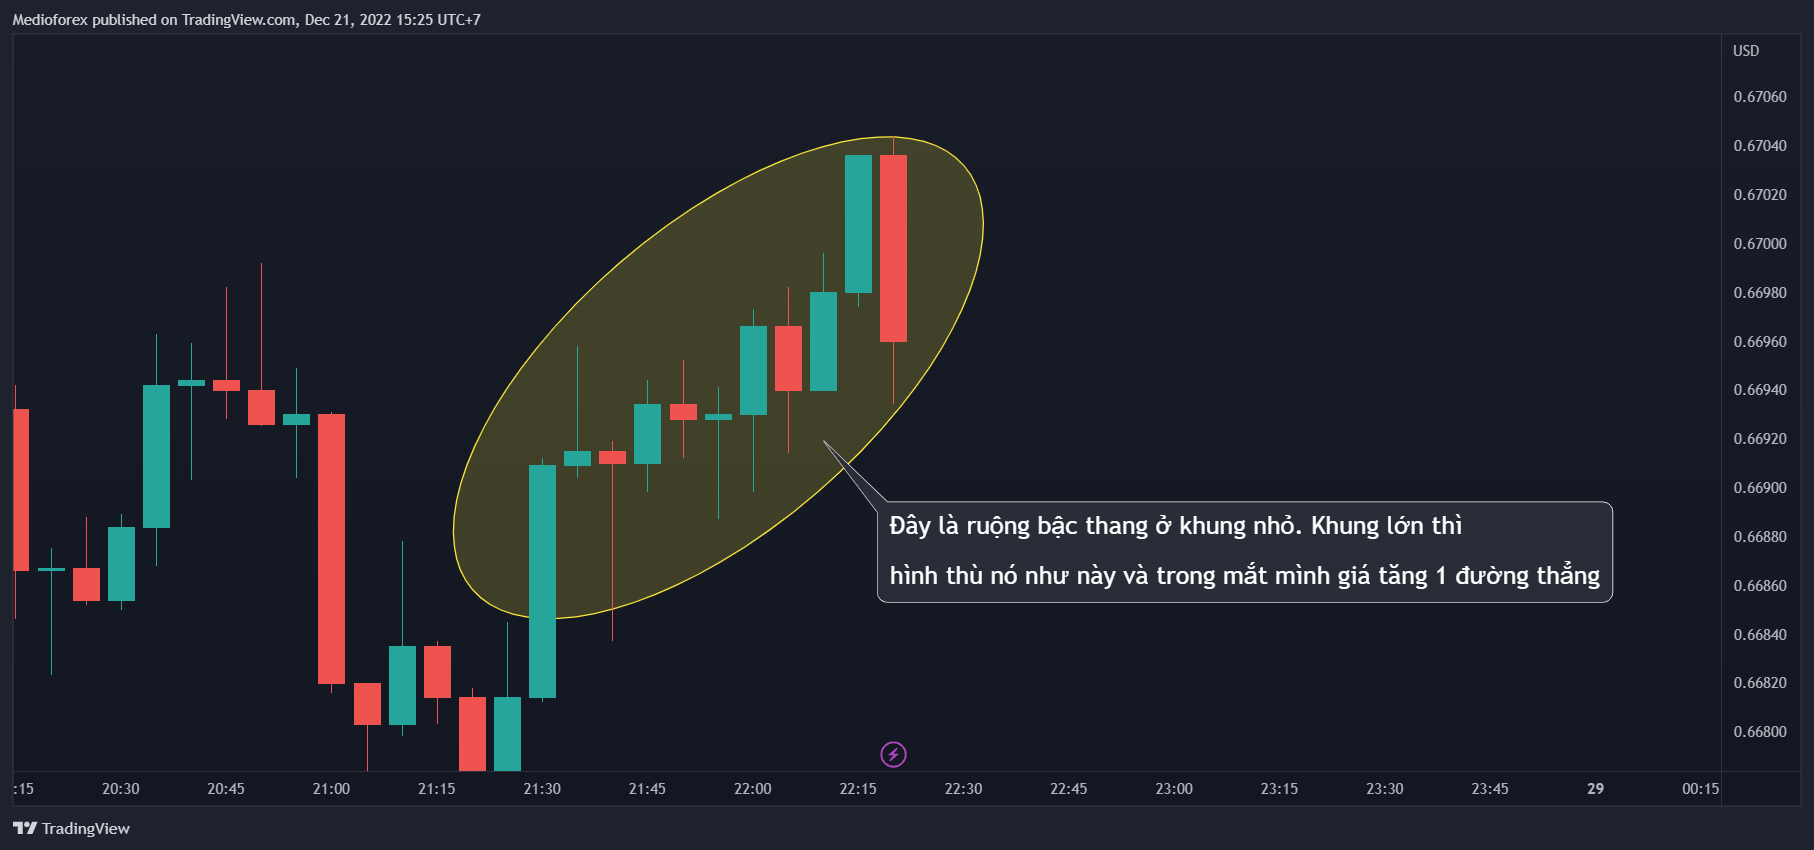 Medioforex published on TradingView.com, Dec 21, 2022 15:25 UTC+7
USD
0.67060
0.67040
0.67020
0.67000
0.66980
0.66960
0.66940
0.66920
0.66900
0.66880
0.66860
0.66840
0.66820
0.66800
Đây là ruộng bậc thang ở khung nhỏ. Khung lớn thì
hình thù nó như này và trong mắt mình giá tăng 1 đường thẳng
:15 20:30 20:45 21:00 21:15 21:30 21:45 22:00 22:15 22:30 22:45 23:00 23:15 23:30 23:45 29 00:15
TradingView